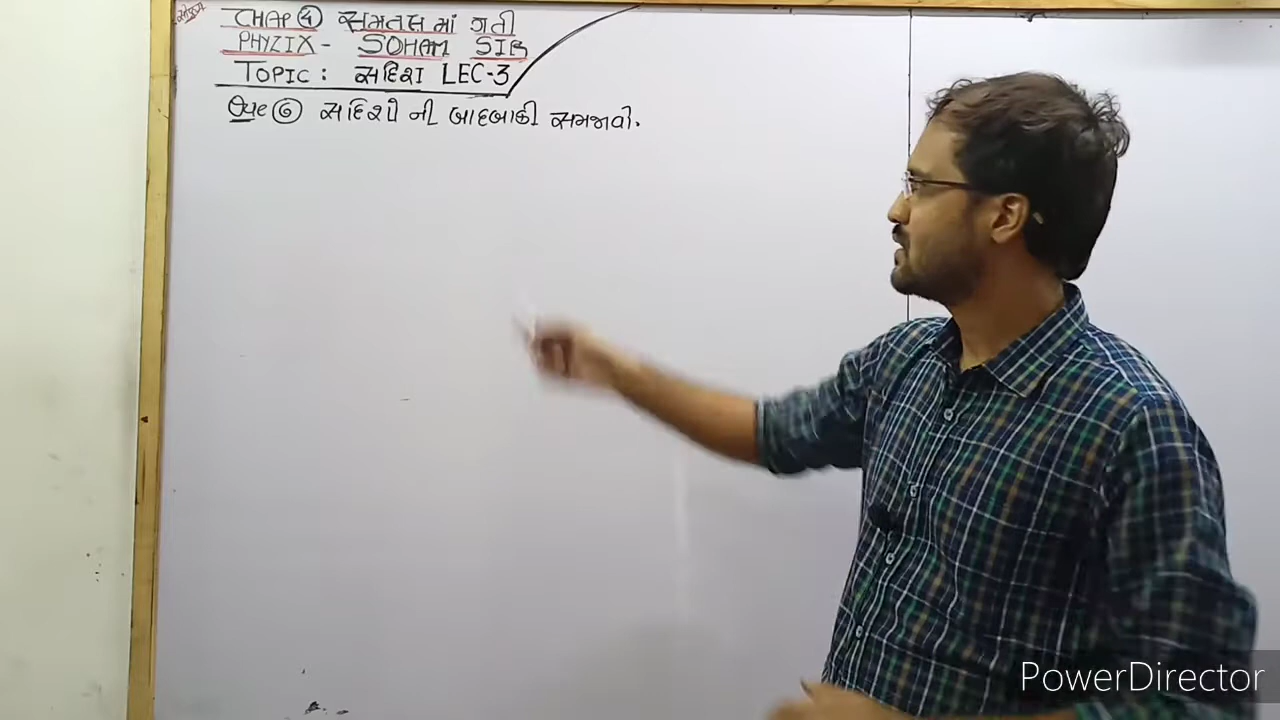 CHAP ④ સમતલ માં ગતી
PHYZIX - SOHAM SIR
TOPIC : સદિશ LEC-3
Que ⑥ સદિશો ની બાદબાકી સમજાવો.
PowerDirector